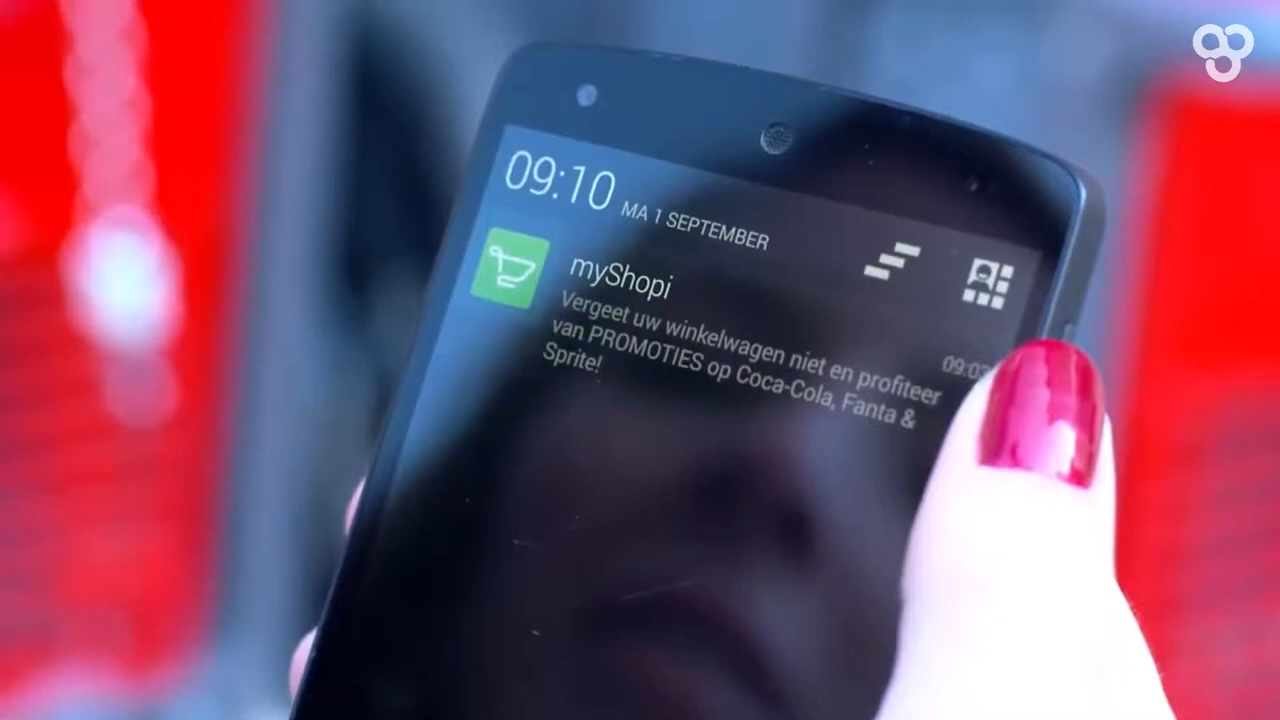 09:10 MA 1 SEPTEMBER
myShopi
Vergeet uw winkelwagen niet en profiteer
van PROMOTIES op Coca-Cola, Fanta &
Sprite!